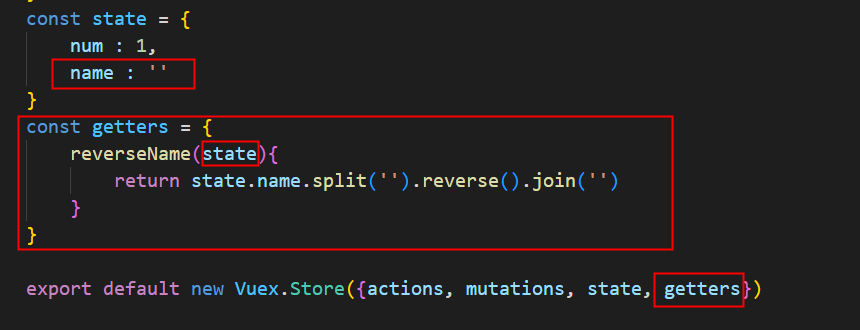 const state = {
num : 1,
name : ''
}
const getters = {
reverseName(state){
return state.name.split('').reverse().join('')
}
}
export default new Vuex.Store({actions, mutations, state, getters})